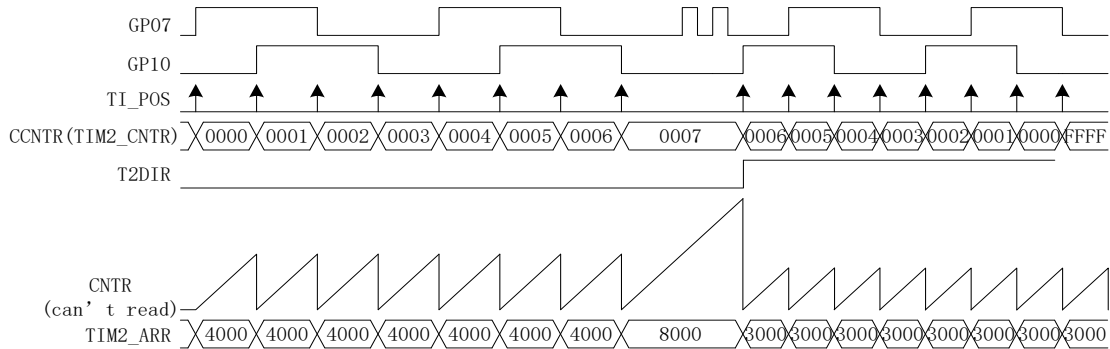 GP07
GP10
TI_POS
CCNTR(TIM2_CNTR) 0000 0001 0002 0003 0004 0005 0006 0007 0006 0005 0004 0003 0002 0001 0000 FFFF
T2DIR
CNTR
(can't read)
TIM2_ARR 4000 4000 4000 4000 4000 4000 4000 8000 3000 3000 3000 3000 3000 3000 3000 3000